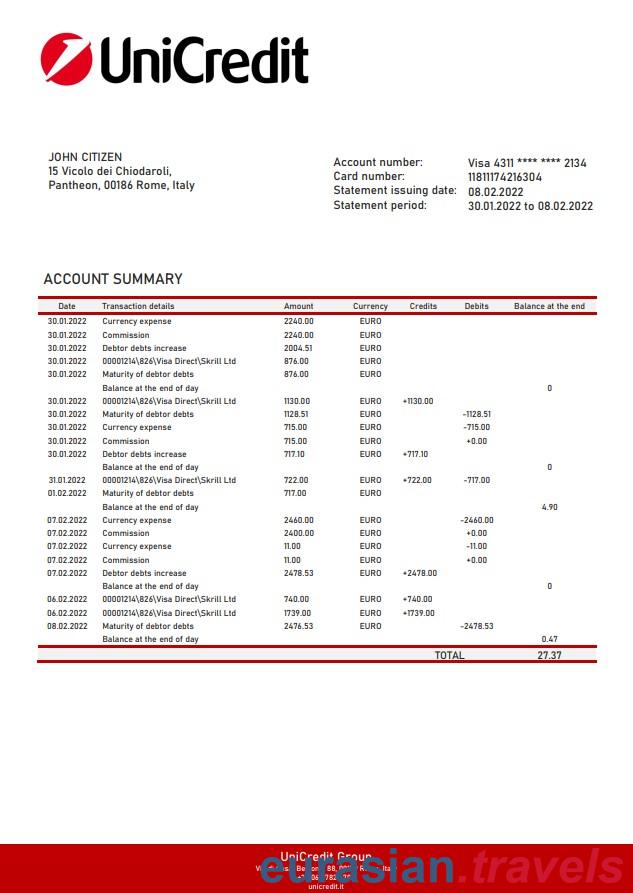 UniCredit
JOHN CITIZEN
15 Vicolo dei Chiodaroli,
Pantheon, 00186 Rome, Italy
Account number: Visa 4311 **** **** 2134
Card number: 11811174216304
Statement issuing date: 08.02.2022
Statement period: 30.01.2022 to 08.02.2022
ACCOUNT SUMMARY
Date Transaction details Amount Currency Credits Debits Balance at the end
30.01.2022 Currency expense 2240.00 EURO
30.01.2022 Commission 2240.00 EURO
30.01.2022 Debtor debts increase 2004.51 EURO
30.01.2022 00001214\826\Visa Direct\Skrill Ltd 876.00 EURO
30.01.2022 Maturity of debtor debts 876.00 EURO
Balance at the end of day 0
30.01.2022 00001214\826\Visa Direct\Skrill Ltd 1130.00 EURO +1130.00
30.01.2022 Maturity of debtor debts 1128.51 EURO -1128.51
30.01.2022 Currency expense 715.00 EURO -715.00
30.01.2022 Commission 715.00 EURO +0.00
30.01.2022 Debtor debts increase 717.10 EURO +717.10
Balance at the end of day 0
31.01.2022 00001214\826\Visa Direct\Skrill Ltd 722.00 EURO +722.00 -717.00
01.02.2022 Maturity of debtor debts 717.00 EURO
Balance at the end of day 4.90
07.02.2022 Currency expense 2460.00 EURO -2460.00
07.02.2022 Commission 2400.00 EURO +0.00
07.02.2022 Currency expense 11.00 EURO -11.00
07.02.2022 Commission 11.00 EURO +0.00
07.02.2022 Debtor debts increase 2478.53 EURO +2478.00
Balance at the end of day 0
06.02.2022 00001214\826\Visa Direct\Skrill Ltd 740.00 EURO +740.00
06.02.2022 00001214\826\Visa Direct\Skrill Ltd 1739.00 EURO +1739.00
08.02.2022 Maturity of debtor debts 2476.53 EURO -2478.53
Balance at the end of day 0.47
TOTAL 27.37
UniCredit Group
eurasian.travels
unicredit.it